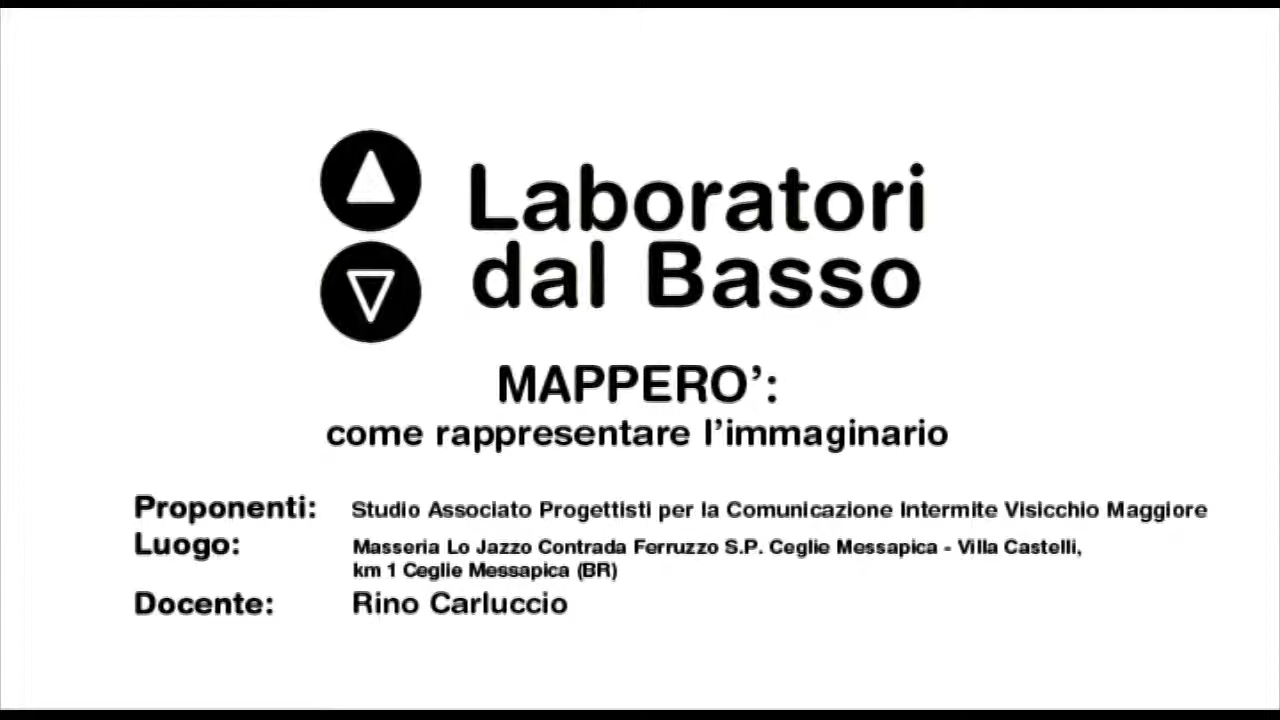 Laboratori
dal Basso
MAPPERO’:
come rappresentare l’immaginario
Proponenti: Studio Associato Progettisti per la Comunicazione Intermite Visicchio Maggiore
Luogo: Masseria Lo Jazzo Contrada Ferruzzo S.P. Ceglie Messapica - Villa Castelli,
km 1 Ceglie Messapica (BR)
Docente: Rino Carluccio